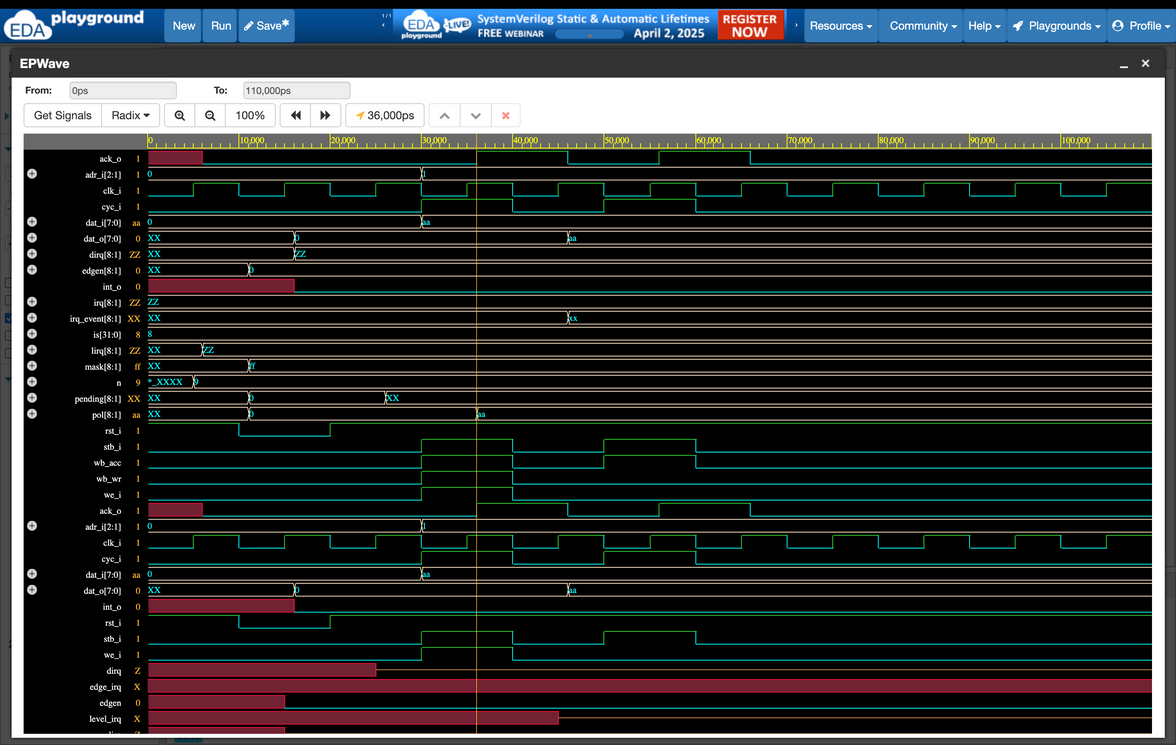 EDA playground
New Run Save*
1/1
EDA playground LIVE! SystemVerilog Static & Automatic Lifetimes
FREE WEBINAR April 2, 2025
REGISTER NOW
Resources Community Help Playgrounds Profile
EPWave
From: 0ps To: 110,000ps
Get Signals Radix 100% 36,000ps
0 10,000 20,000 30,000 40,000 50,000 60,000 70,000 80,000 90,000 100,000
ack_o 1
adr_i[2:1] 1 0 1
clk_i 1
cyc_i 1
dat_i[7:0] aa 0 aa
dat_o[7:0] 0 XX 0 aa
dirq[8:1] ZZ XX ZZ
edgen[8:1] 0 XX 0
int_o 0
irq[8:1] ZZ ZZ
irq_event[8:1] XX XX xx
is[31:0] 8 8
lirq[8:1] ZZ XX ZZ
mask[8:1] ff XX ff
n 9 *_XXXX 9
pending[8:1] XX XX 0 XX
pol[8:1] aa XX 0 aa
rst_i 1
stb_i 1
wb_acc 1
wb_wr 1
we_i 1
ack_o 1
adr_i[2:1] 1 0 1
clk_i 1
cyc_i 1
dat_i[7:0] aa 0 aa
dat_o[7:0] 0 XX 0 aa
int_o 0
rst_i 1
stb_i 1
we_i 1
dirq Z
edge_irq X
edgen 0
level_irq X